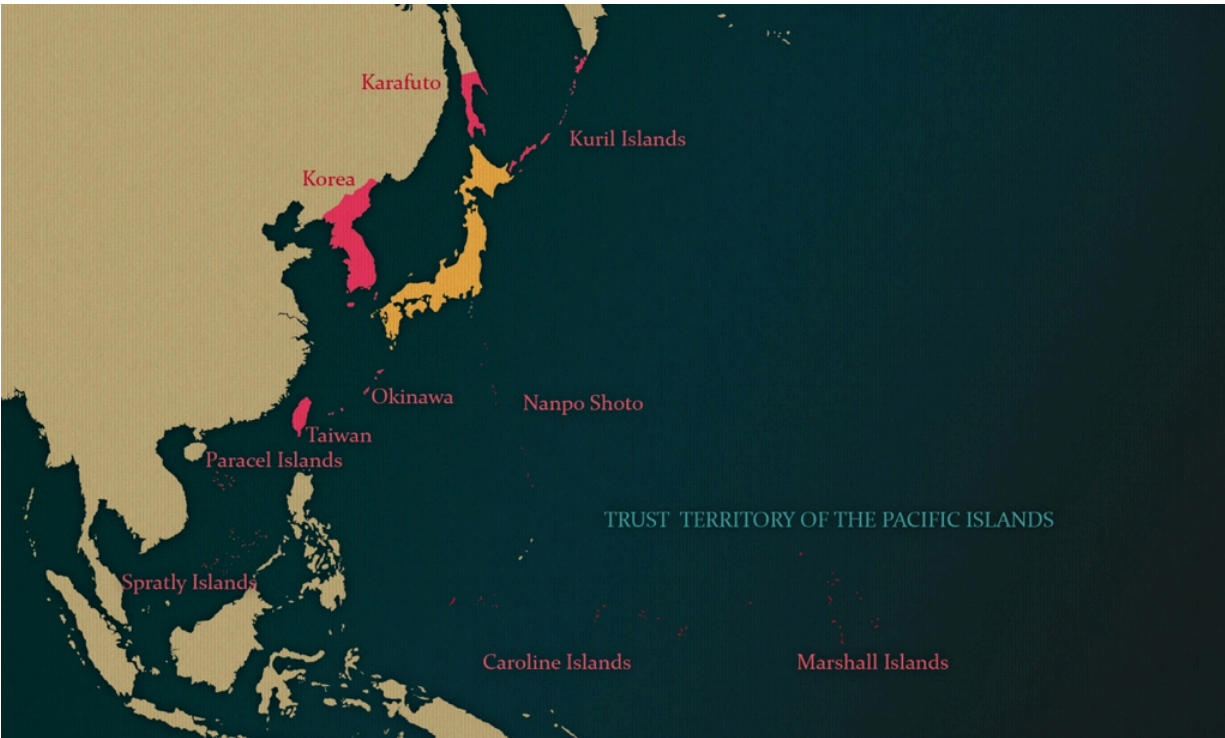 Karafuto
Kuril Islands
Korea
Okinawa
Nanpo Shoto
Taiwan
Paracel Islands
TRUST TERRITORY OF THE PACIFIC ISLANDS
Spratly Islands
Caroline Islands
Marshall Islands